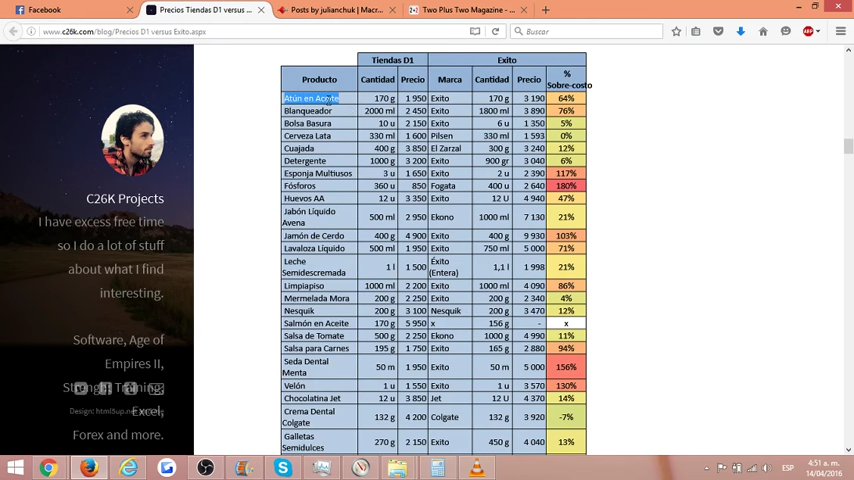 Facebook
Precios Tiendas D1 versus ...
Posts by julianchuk | Macr...
Two Plus Two Magazine - ...
www.c26k.com/blog/Precios D1 versus Exito.aspx
Buscar
ABP
C26K Projects
I have excess free time
so I do a lot of stuff
about what I find
interesting.
Software, Age of
Empires II,
Strenght Training
Excel,
Design: html5up.net
Forex and more.
Tiendas D1 Exito
Producto Cantidad Precio Marca Cantidad Precio % Sobre-costo
Atún en Aceite 170 g 1 950 Exito 170 g 3 190 64%
Blanqueador 2000 ml 2 450 Exito 1800 ml 3 890 76%
Bolsa Basura 10 u 2 150 Exito 6 u 1 350 5%
Cerveza Lata 330 ml 1 600 Pilsen 330 ml 1 593 0%
Cuajada 400 g 3 850 El Zarzal 300 g 3 240 12%
Detergente 1000 g 3 200 Exito 900 gr 3 040 6%
Esponja Multiusos 3 u 1 650 Exito 2 u 2 390 117%
Fósforos 360 u 850 Fogata 400 u 2 640 180%
Huevos AA 12 u 3 350 Exito 12 U 4 940 47%
Jabón Líquido Avena 500 ml 2 950 Ekono 1000 ml 7 130 21%
Jamón de Cerdo 400 g 4 900 Exito 400 g 9 930 103%
Lavaloza Líquido 500 ml 1 950 Exito 750 ml 5 000 71%
Leche Semidescremada 1 l 1 500 Éxito (Entera) 1,1 l 1 998 21%
Limpiapiso 1000 ml 2 200 Exito 1000 ml 4 090 86%
Mermelada Mora 200 g 2 250 Exito 200 g 2 340 4%
Nesquik 200 g 3 100 Nesquik 200 g 3 470 12%
Salmón en Aceite 170 g 5 950 x 156 g - x
Salsa de Tomate 500 g 2 250 Ekono 1000 g 4 990 11%
Salsa para Carnes 195 g 1 750 Exito 165 g 2 880 94%
Seda Dental Menta 50 m 1 950 Exito 50 m 5 000 156%
Velón 1 u 1 550 Exito 1 u 3 570 130%
Chocolatina Jet 12 u 3 850 Jet 12 U 4 370 14%
Crema Dental Colgate 132 g 4 200 Colgate 132 g 3 920 -7%
Galletas Semidulces 270 g 2 150 Exito 450 g 4 040 13%
ESP
4:51 a. m.
14/04/2016